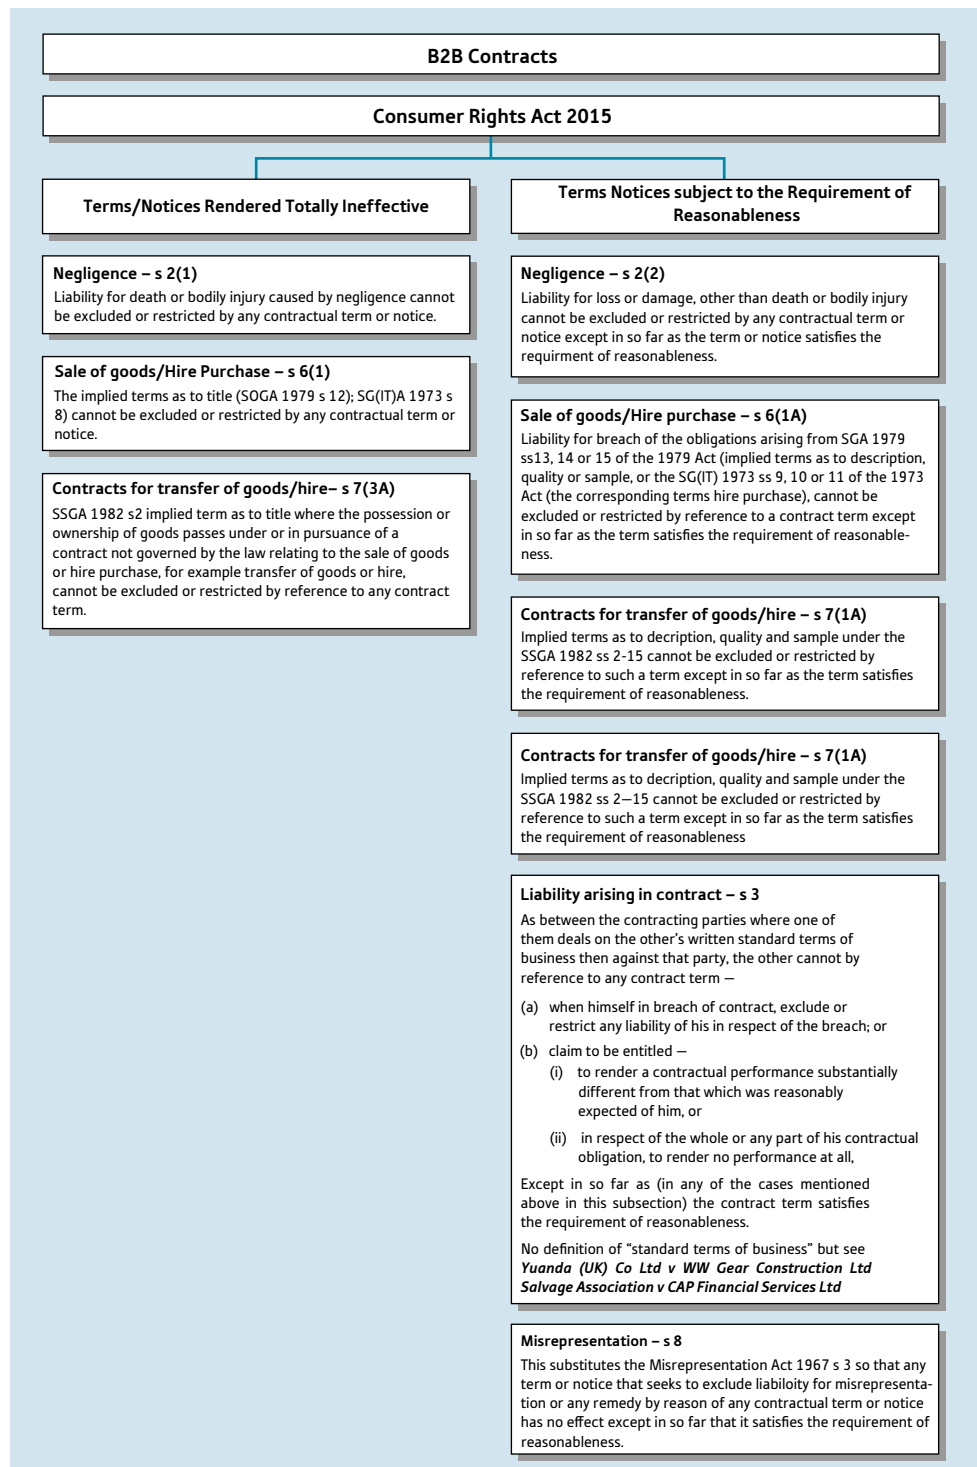 B2B Contracts
Consumer Rights Act 2015
Terms/Notices Rendered Totally Ineffective
Negligence – s 2(1)
Liability for death or bodily injury caused by negligence cannot
be excluded or restricted by any contractual term or notice.
Sale of goods/Hire Purchase – s 6(1)
The implied terms as to title (SOGA 1979 s 12); SG(IT)A 1973 s
8) cannot be excluded or restricted by any contractual term or
notice.
Contracts for transfer of goods/hire– s 7(3A)
SSGA 1982 s2 implied term as to title where the possession or
ownership of goods passes under or in pursuance of a
contract not governed by the law relating to the sale of goods
or hire purchase, for example transfer of goods or hire,
cannot be excluded or restricted by reference to any contract
term.
Terms Notices subject to the Requirement of
Reasonableness
Negligence – s 2(2)
Liability for loss or damage, other than death or bodily injury
cannot be excluded or restricted by any contractual term or
notice except in so far as the term or notice satisfies the
requirment of reasonableness.
Sale of goods/Hire purchase – s 6(1A)
Liability for breach of the obligations arising from SGA 1979
ss13, 14 or 15 of the 1979 Act (implied terms as to description,
quality or sample, or the SG(IT) 1973 ss 9, 10 or 11 of the 1973
Act (the corresponding terms hire purchase), cannot be
excluded or restricted by reference to a contract term except
in so far as the term satisfies the requirement of reasonable-
ness.
Contracts for transfer of goods/hire – s 7(1A)
Implied terms as to decription, quality and sample under the
SSGA 1982 ss 2-15 cannot be excluded or restricted by
reference to such a term except in so far as the term satisfies
the requirement of reasonableness.
Contracts for transfer of goods/hire – s 7(1A)
Implied terms as to decription, quality and sample under the
SSGA 1982 ss 2—15 cannot be excluded or restricted by
reference to such a term except in so far as the term satisfies
the requirement of reasonableness
Liability arising in contract – s 3
As between the contracting parties where one of
them deals on the other's written standard terms of
business then against that party, the other cannot by
reference to any contract term —
(a) when himself in breach of contract, exclude or
restrict any liability of his in respect of the breach; or
(b) claim to be entitled —
(i) to render a contractual performance substantially
different from that which was reasonably
expected of him, or
(ii) in respect of the whole or any part of his contractual
obligation, to render no performance at all,
Except in so far as (in any of the cases mentioned
above in this subsection) the contract term satisfies
the requirement of reasonableness.
No definition of "standard terms of business" but see
Yuanda (UK) Co Ltd v WW Gear Construction Ltd
Salvage Association v CAP Financial Services Ltd
Misrepresentation – s 8
This substitutes the Misrepresentation Act 1967 s 3 so that any
term or notice that seeks to exclude liabiloity for misrepresenta-
tion or any remedy by reason of any contractual term or notice
has no effect except in so far that it satisfies the requirement of
reasonableness.